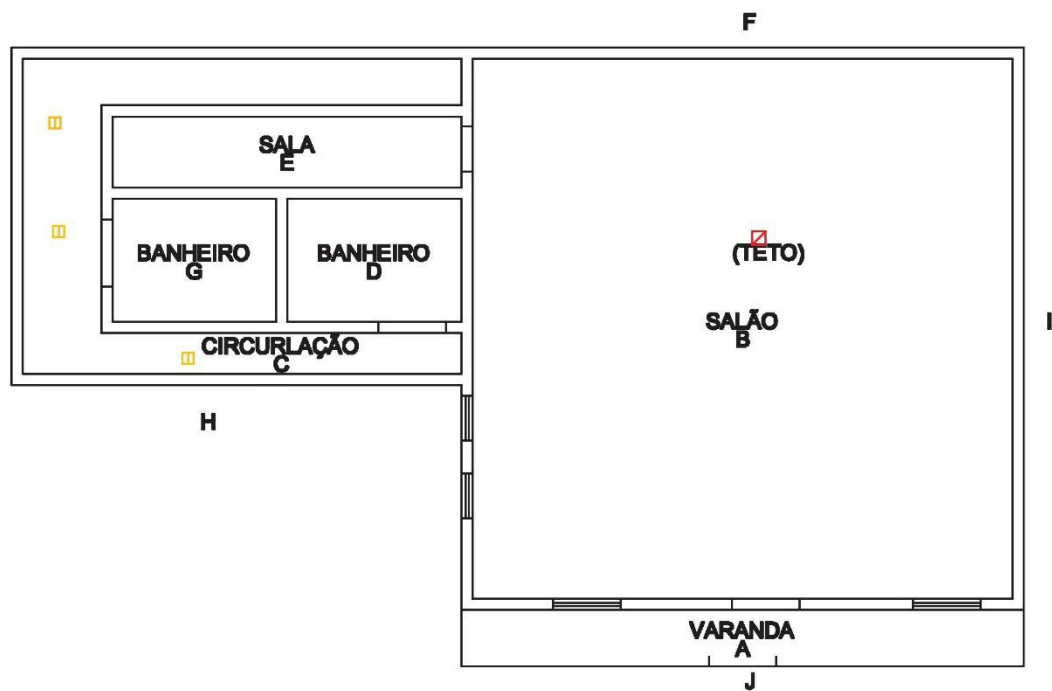 F
SALA
E
BANHEIRO
G
BANHEIRO
D
(TETO)
SALÃO
B
I
CIRCURLAÇÃO
C
H
VARANDA
A
J